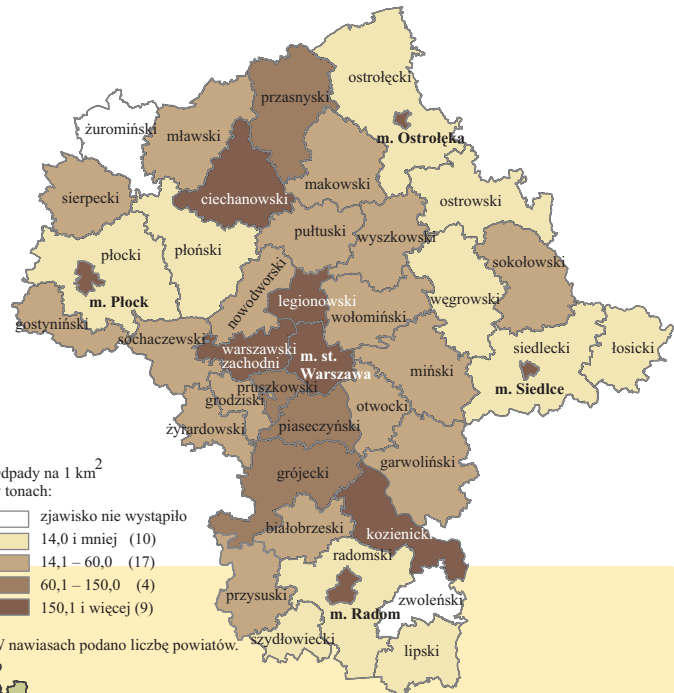 ostrołęcki
przasnyski
żuromiński
mławski
m. Ostrołęka
ciechanowski
makowski
sierpecki
ostrowski
pułtuski
wyszkowski
płocki
płoński
sokołowski
nowodworski
węgrowski
m. Płock
legionowski
wołomiński
gostyniński
sochaczewski
siedlecki
łosicki
warszawski
zachodni
m. st.
Warszawa
miński
m. Siedlce
pruszkowski
grodziski
otwocki
żyrardowski
piaseczyński
garwoliński
grójecki
dpady na 1 km²
tonach:
białobrzeski
kozienicki
zjawisko nie wystąpiło
14,0 i mniej (10)
14,1 – 60,0 (17)
60,1 – 150,0 (4)
150,1 i więcej (9)
radomski
przysuski
zwoleński
m. Radom
szydłowiecki
W nawiasach podano liczbę powiatów.
lipski